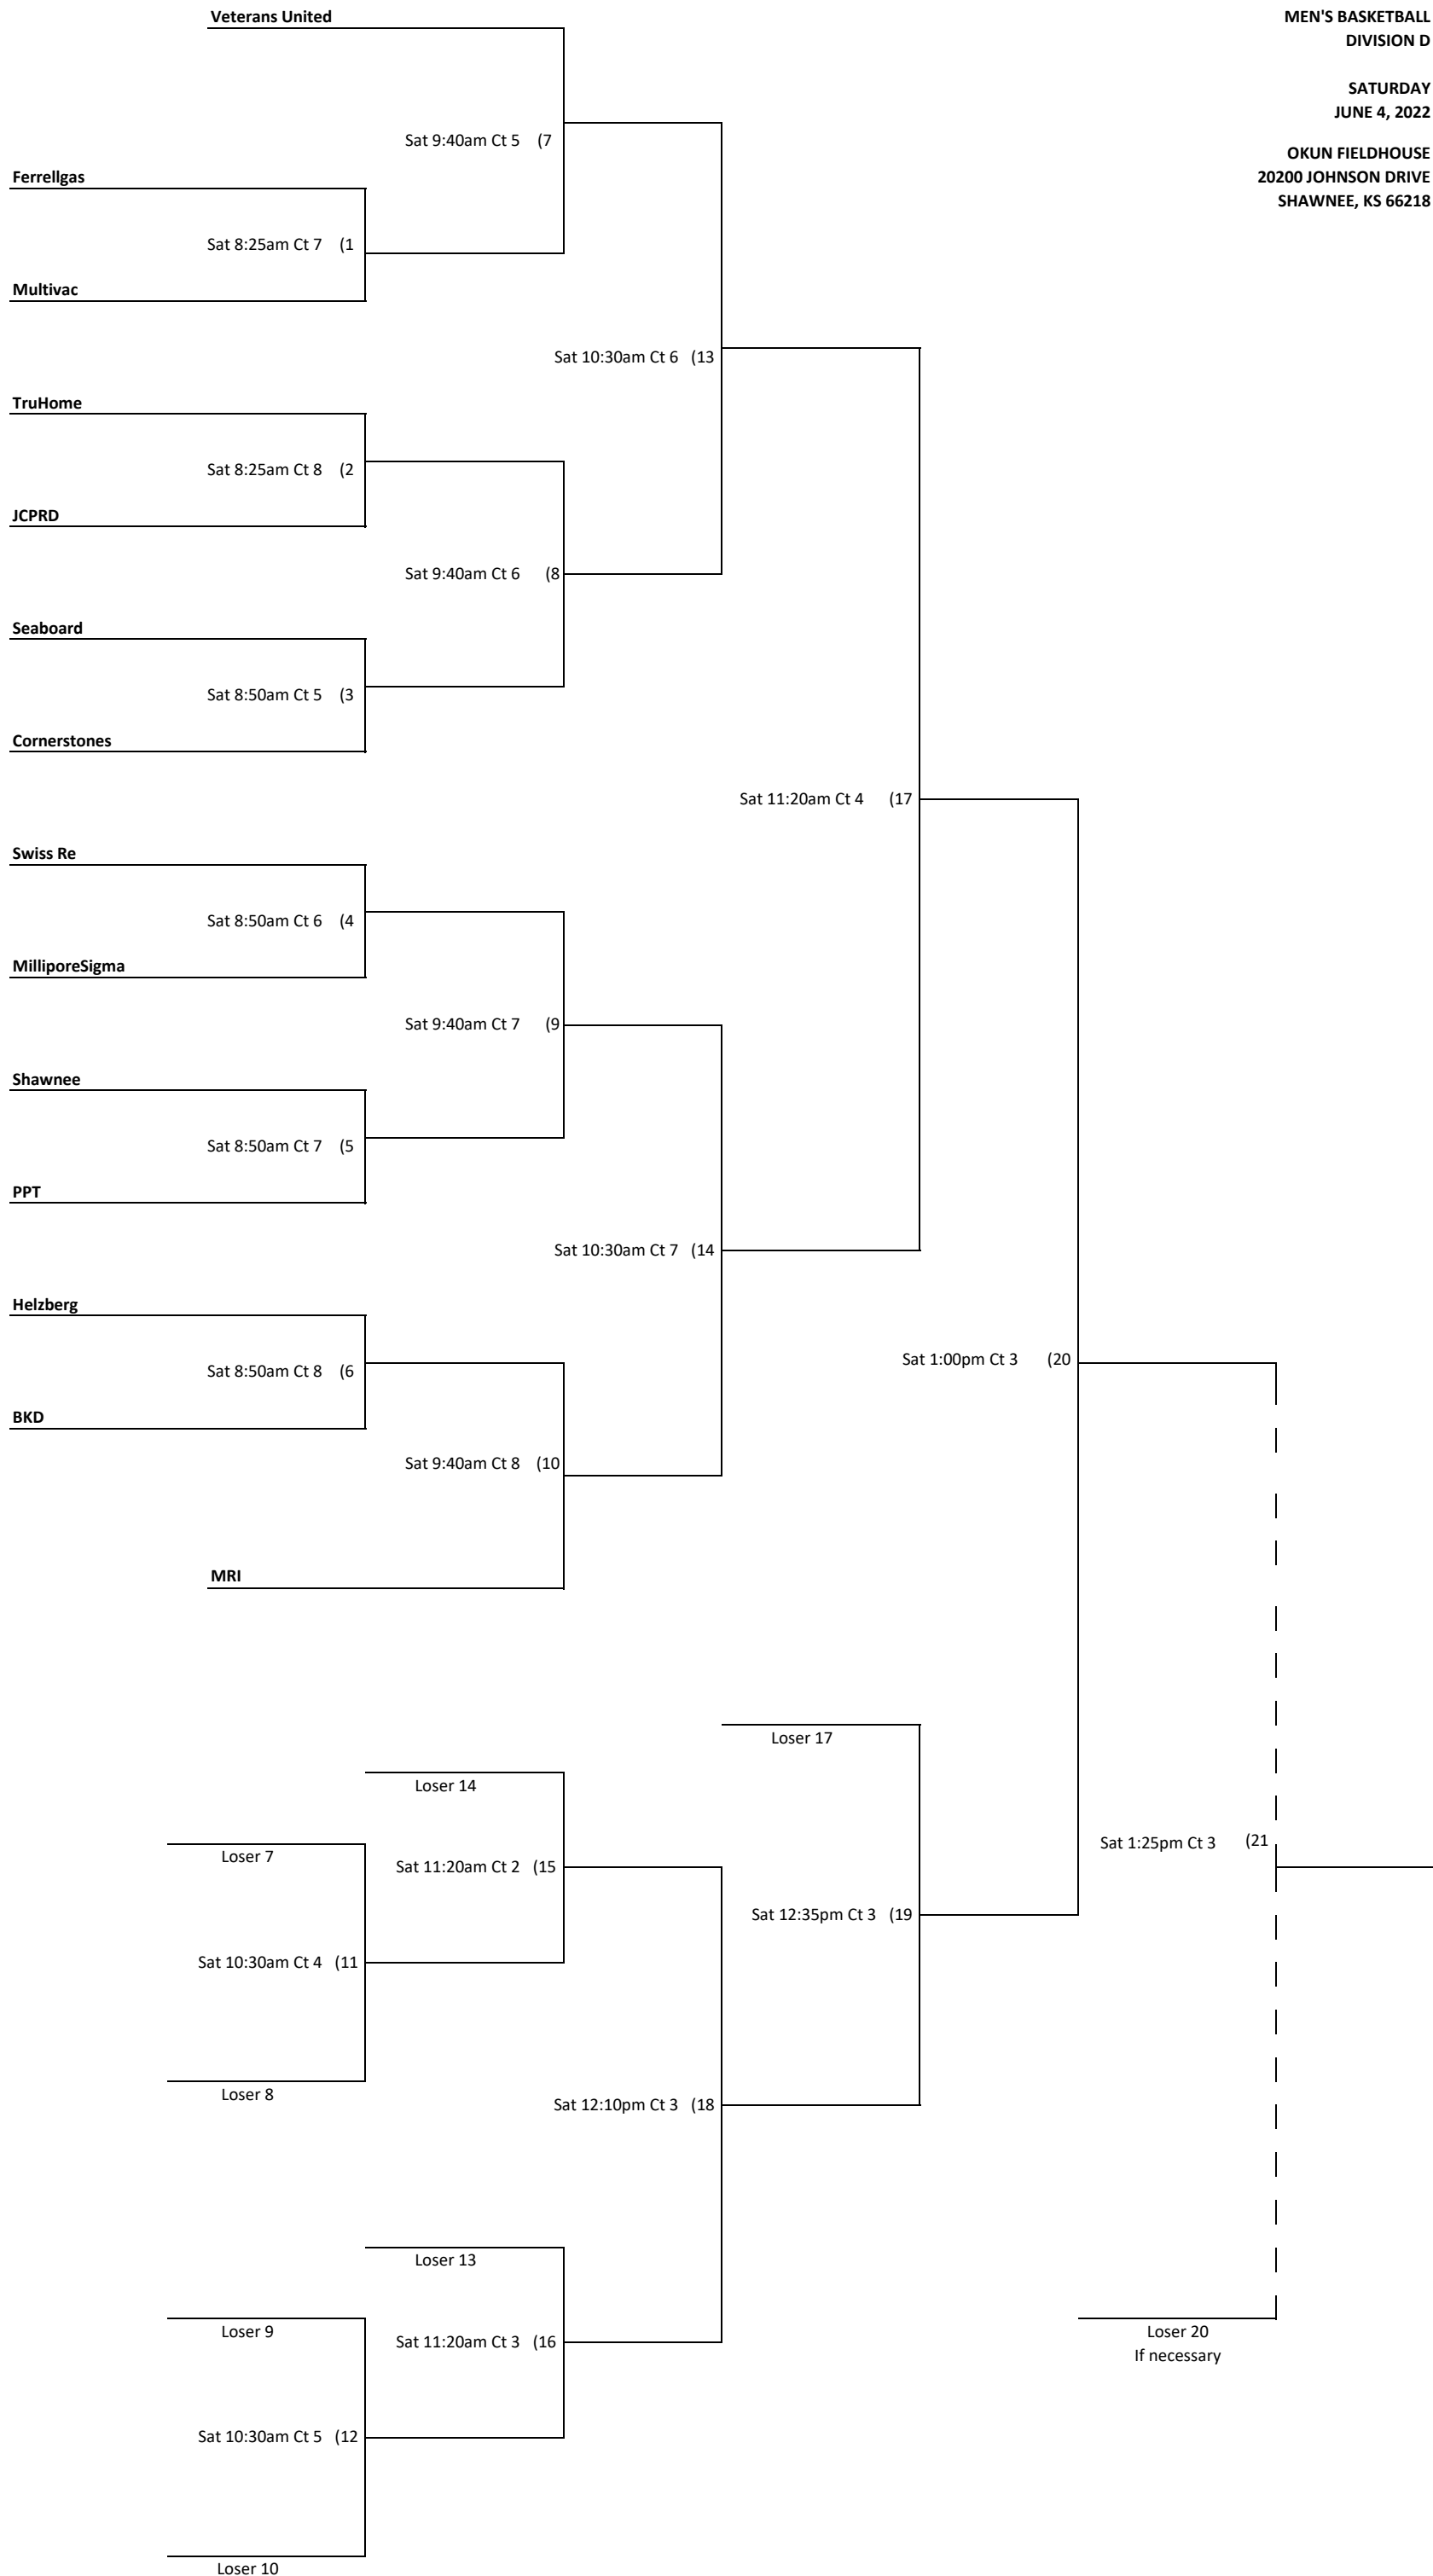 Veterans United
MEN'S BASKETBALL
DIVISION D
SATURDAY
JUNE 4, 2022
OKUN FIELDHOUSE
20200 JOHNSON DRIVE
SHAWNEE, KS 66218
Sat 9:40am Ct 5 (7
Ferrellgas
Sat 8:25am Ct 7 (1
Multivac
Sat 10:30am Ct 6 (13
TruHome
Sat 8:25am Ct 8 (2
JCPRD
Sat 9:40am Ct 6 (8
Seaboard
Sat 8:50am Ct 5 (3
Cornerstones
Sat 11:20am Ct 4 (17
Swiss Re
Sat 8:50am Ct 6 (4
MilliporeSigma
Sat 9:40am Ct 7 (9
Shawnee
Sat 8:50am Ct 7 (5
PPT
Sat 10:30am Ct 7 (14
Helzberg
Sat 8:50am Ct 8 (6
Sat 1:00pm Ct 3 (20
BKD
Sat 9:40am Ct 8 (10
MRI
Loser 17
Loser 14
Loser 7
Sat 11:20am Ct 2 (15
Sat 1:25pm Ct 3 (21
Sat 12:35pm Ct 3 (19
Sat 10:30am Ct 4 (11
Loser 8
Sat 12:10pm Ct 3 (18
Loser 13
Loser 9
Sat 11:20am Ct 3 (16
Loser 20
If necessary
Sat 10:30am Ct 5 (12
Loser 10